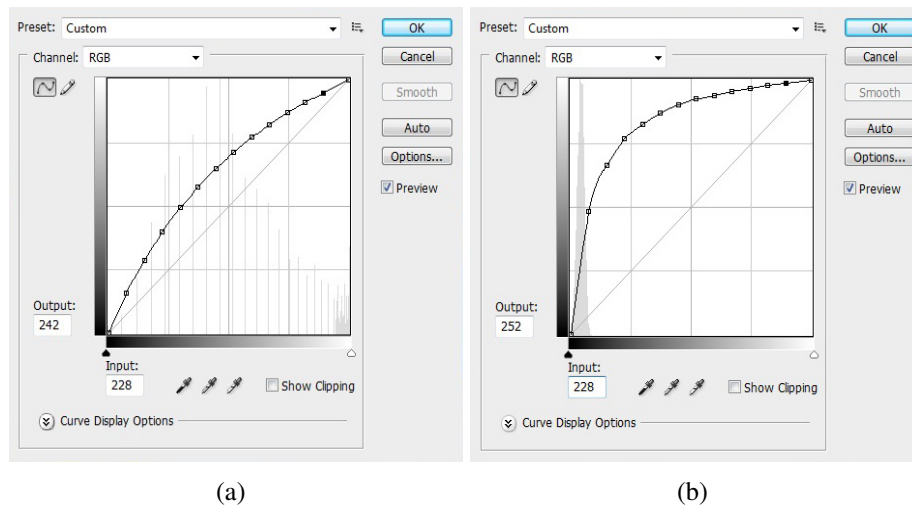 Preset: Custom
OK
Channel: RGB
Cancel
Smooth
Auto
Options...
Preview
Output:
242
Input:
228
Show Clipping
Curve Display Options
(a)
Preset: Custom
OK
Channel: RGB
Cancel
Smooth
Auto
Options...
Preview
Output:
252
Input:
228
Show Clipping
Curve Display Options
(b)